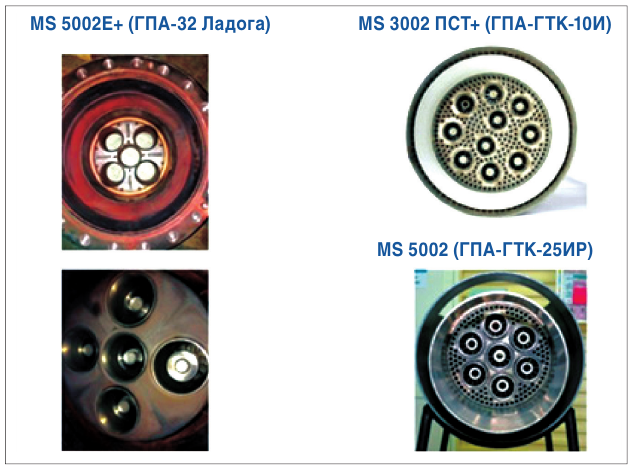 MS 5002E+ (ГПА-32 Ладога)
MS 3002 ПСТ+ (ГПА-ГТК-10И)
MS 5002 (ГПА-ГТК-25ИР)